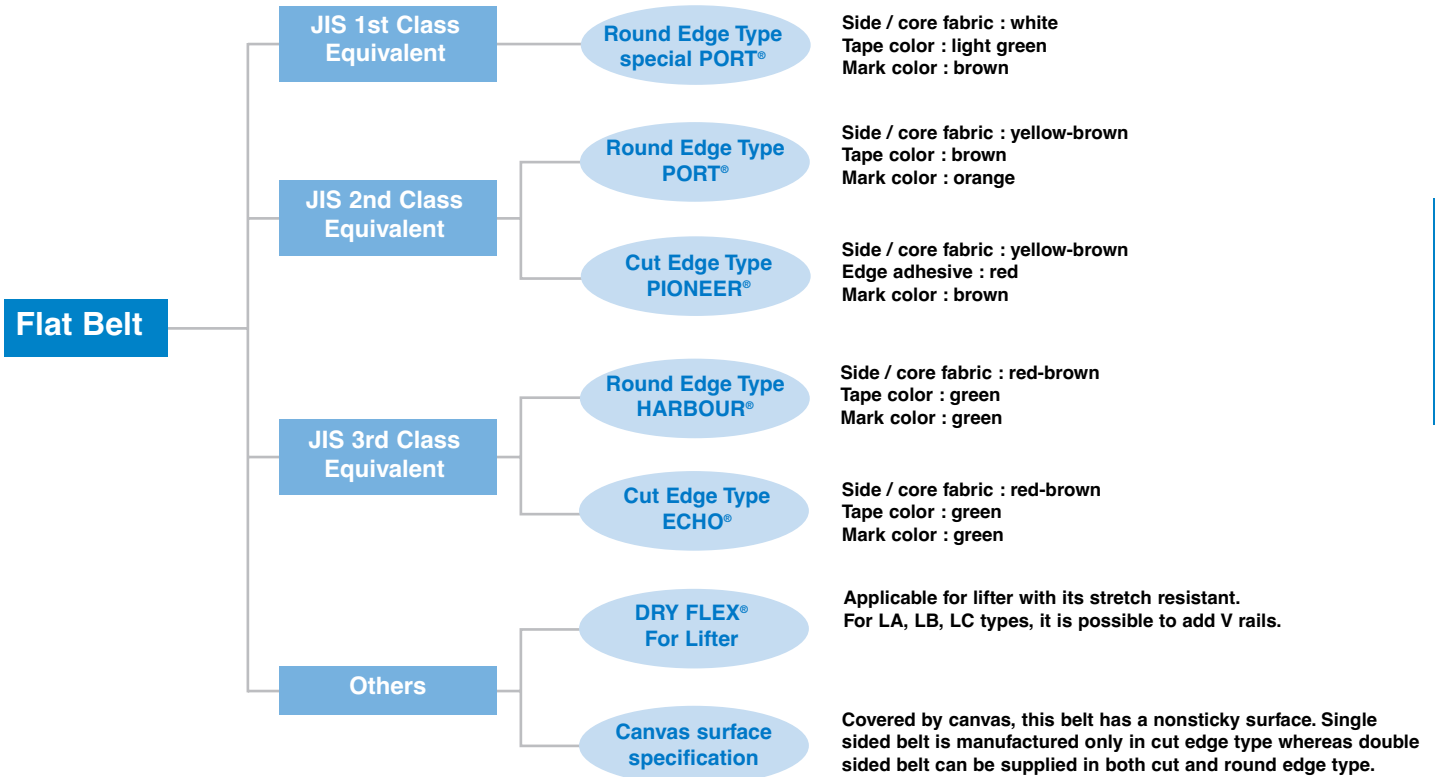 Flat Belt
JIS 1st Class
Equivalent
Round Edge Type
special PORT®
Side / core fabric : white
Tape color : light green
Mark color : brown
JIS 2nd Class
Equivalent
Round Edge Type
PORT®
Side / core fabric : yellow-brown
Tape color : brown
Mark color : orange
Cut Edge Type
PIONEER®
Side / core fabric : yellow-brown
Edge adhesive : red
Mark color : brown
JIS 3rd Class
Equivalent
Round Edge Type
HARBOUR®
Side / core fabric : red-brown
Tape color : green
Mark color : green
Cut Edge Type
ECHO®
Side / core fabric : red-brown
Tape color : green
Mark color : green
Others
DRY FLEX®
For Lifter
Applicable for lifter with its stretch resistant.
For LA, LB, LC types, it is possible to add V rails.
Canvas surface
specification
Covered by canvas, this belt has a nonsticky surface. Single
sided belt is manufactured only in cut edge type whereas double
sided belt can be supplied in both cut and round edge type.